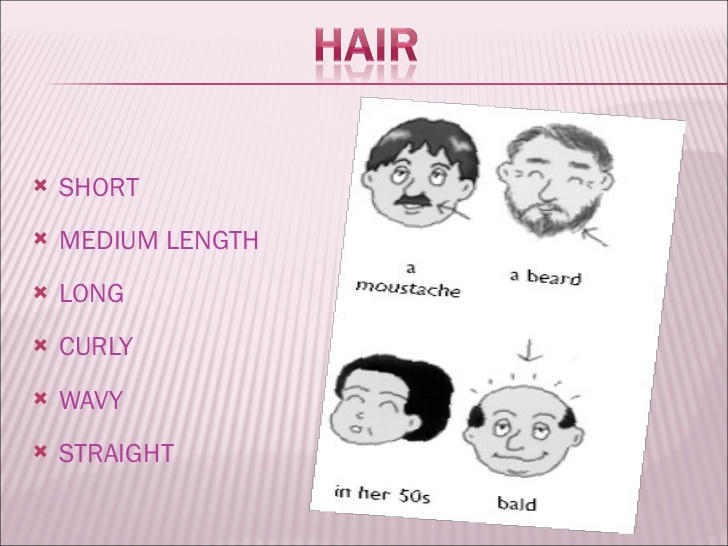 HAIR
SHORT
MEDIUM LENGTH
LONG
CURLY
WAVY
STRAIGHT
a
moustache
a beard
in her 50s
bald